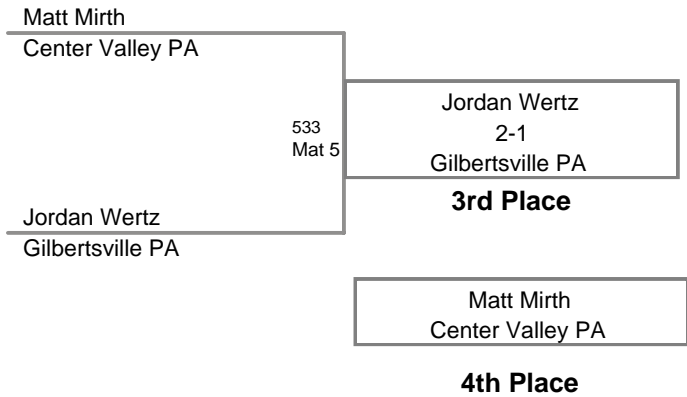 Matt Mirth
Center Valley PA
533
Mat 5
Jordan Wertz
2-1
Gilbertsville PA
3rd Place
Jordan Wertz
Gilbertsville PA
Matt Mirth
Center Valley PA
4th Place